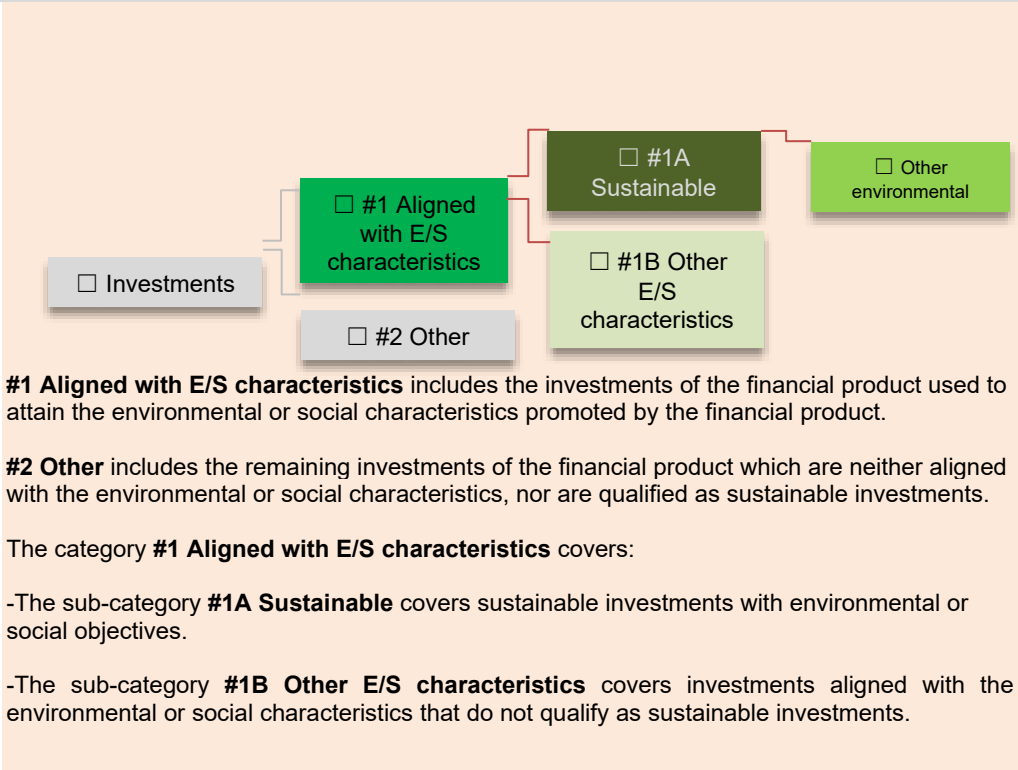 ☐ #1A
Sustainable
☐ Other
environmental
☐ #1 Aligned
with E/S
characteristics
☐ #1B Other
E/S
characteristics
☐ Investments
☐ #2 Other
#1 Aligned with E/S characteristics includes the investments of the financial product used to
attain the environmental or social characteristics promoted by the financial product.
#2 Other includes the remaining investments of the financial product which are neither aligned
with the environmental or social characteristics, nor are qualified as sustainable investments.
The category #1 Aligned with E/S characteristics covers:
-The sub-category #1A Sustainable covers sustainable investments with environmental or
social objectives.
-The sub-category #1B Other E/S characteristics covers investments aligned with the
environmental or social characteristics that do not qualify as sustainable investments.